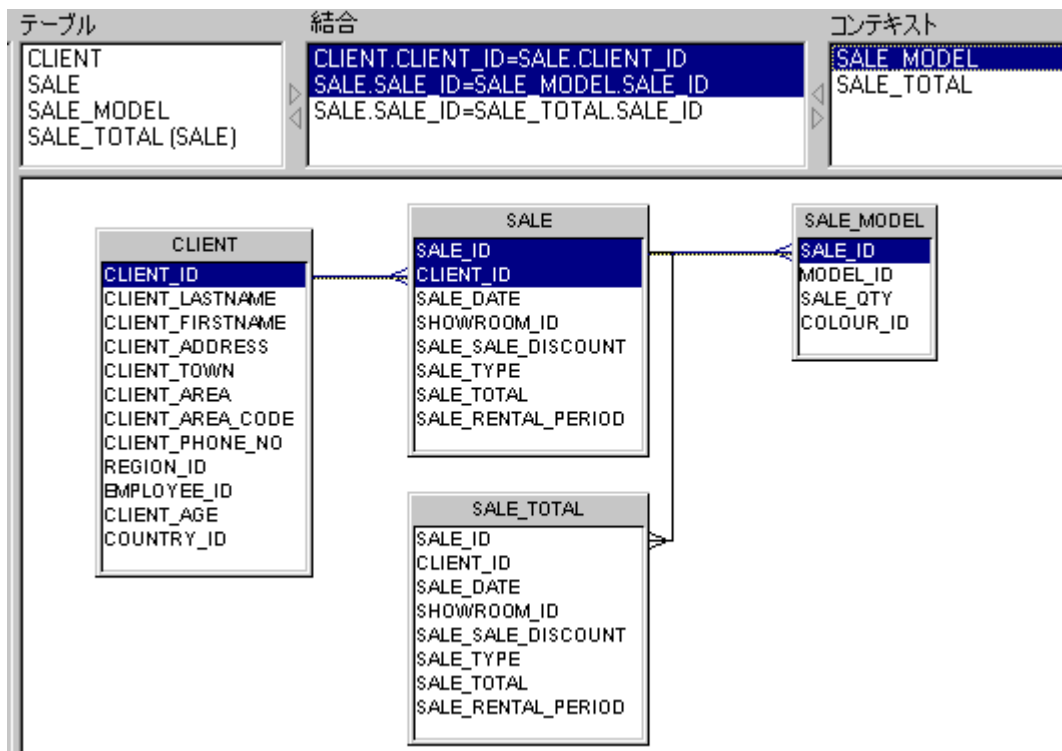 テーブル
CLIENT
SALE
SALE_MODEL
SALE_TOTAL (SALE)
結合
CLIENT.CLIENT_ID=SALE.CLIENT_ID
SALE.SALE_ID=SALE_MODEL.SALE_ID
SALE.SALE_ID=SALE_TOTAL.SALE_ID
コンテキスト
SALE_MODEL
SALE_TOTAL
CLIENT
CLIENT_ID
CLIENT_LASTNAME
CLIENT_FIRSTNAME
CLIENT_ADDRESS
CLIENT_TOWN
CLIENT_AREA
CLIENT_AREA_CODE
CLIENT_PHONE_NO
REGION_ID
EMPLOYEE_ID
CLIENT_AGE
COUNTRY_ID
SALE
SALE_ID
CLIENT_ID
SALE_DATE
SHOWROOM_ID
SALE_SALE_DISCOUNT
SALE_TYPE
SALE_TOTAL
SALE_RENTAL_PERIOD
SALE_MODEL
SALE_ID
MODEL_ID
SALE_QTY
COLOUR_ID
SALE_TOTAL
SALE_ID
CLIENT_ID
SALE_DATE
SHOWROOM_ID
SALE_SALE_DISCOUNT
SALE_TYPE
SALE_TOTAL
SALE_RENTAL_PERIOD